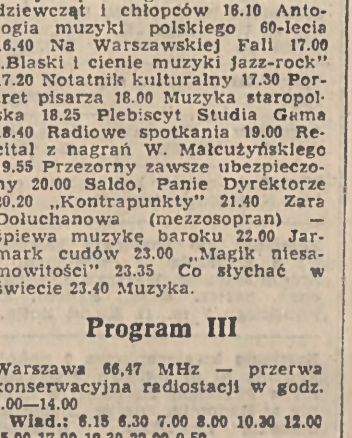 dziewcząt i chłopców 16.10 Anto-
ogia muzyki polskiego 60-lecia
16.40 Na Warszawskiej Fali 17.00
„Blaski i cienie muzyki jazz-rock”
17.20 Notatnik kulturalny 17.30 Por-
ret pisarza 18.00 Muzyka staropol-
ska 18.25 Plebiscyt Studia Gama
18.40 Radiowe spotkania 19.00 Re-
cital z nagrań W. Małcużyńskiego
19.55 Przezorny zawsze ubezpieczo-
ny 20.00 Saldo, Panie Dyrektorze
20.20 „Kontrapunkty” 21.40 Zara
Dołuchanowa (mezzosopran) —
śpiewa muzykę baroku 22.00 Jar-
mark cudów 23.00 „Magik niesa-
mowitości” 23.35 Co słychać w
świecie 23.40 Muzyka.
Program III
Warszawa 66,47 MHz — przerwa
konserwacyjna radiostacji w godz.
.00—14.00
Wiad.: 6.15 6.30 7.00 8.00 10.30 12.00